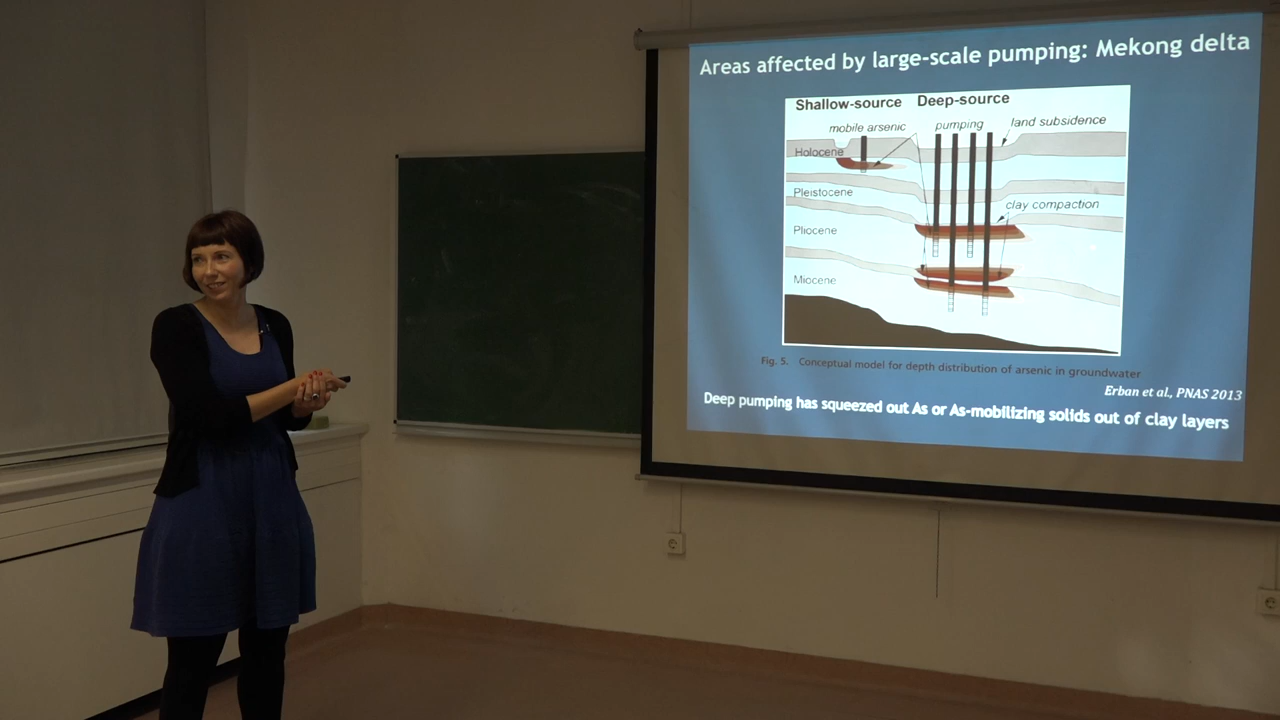 Areas affected by large-scale pumping: Mekong delta
Shallow-source Deep-source
mobile arsenic pumping land subsidence
Holocene
Pleistocene
clay compaction
Pliocene
Miocene
Fig. 5. Conceptual model for depth distribution of arsenic in groundwater
Erban et al., PNAS 2013
Deep pumping has squeezed out As or As-mobilizing solids out of clay layers